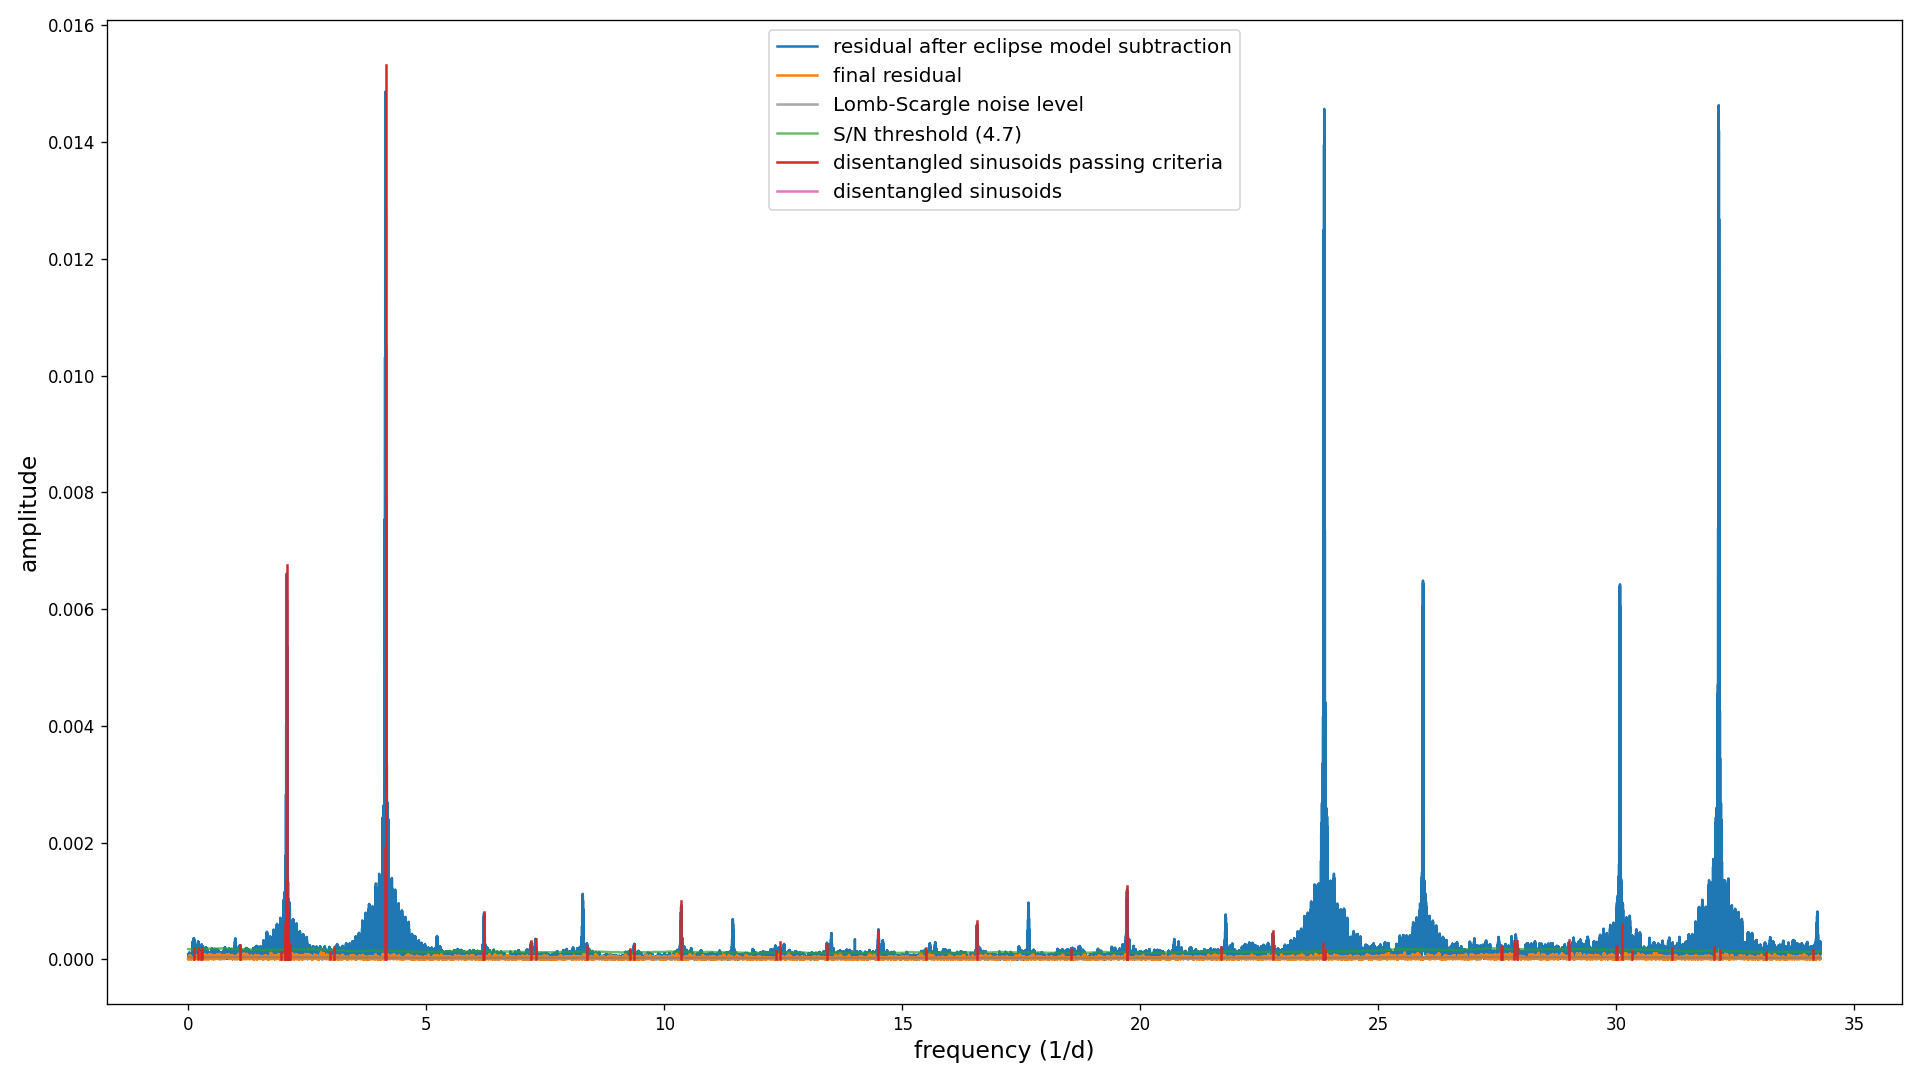 0.016
0.014
0.012
0.010
0.008
0.006
0.004
0.002
0.000
amplitude
residual after eclipse model subtraction
final residual
Lomb-Scargle noise level
S/N threshold (4.7)
disentangled sinusoids passing criteria
disentangled sinusoids
0 5 10 15 20 25 30 35
frequency (1/d)